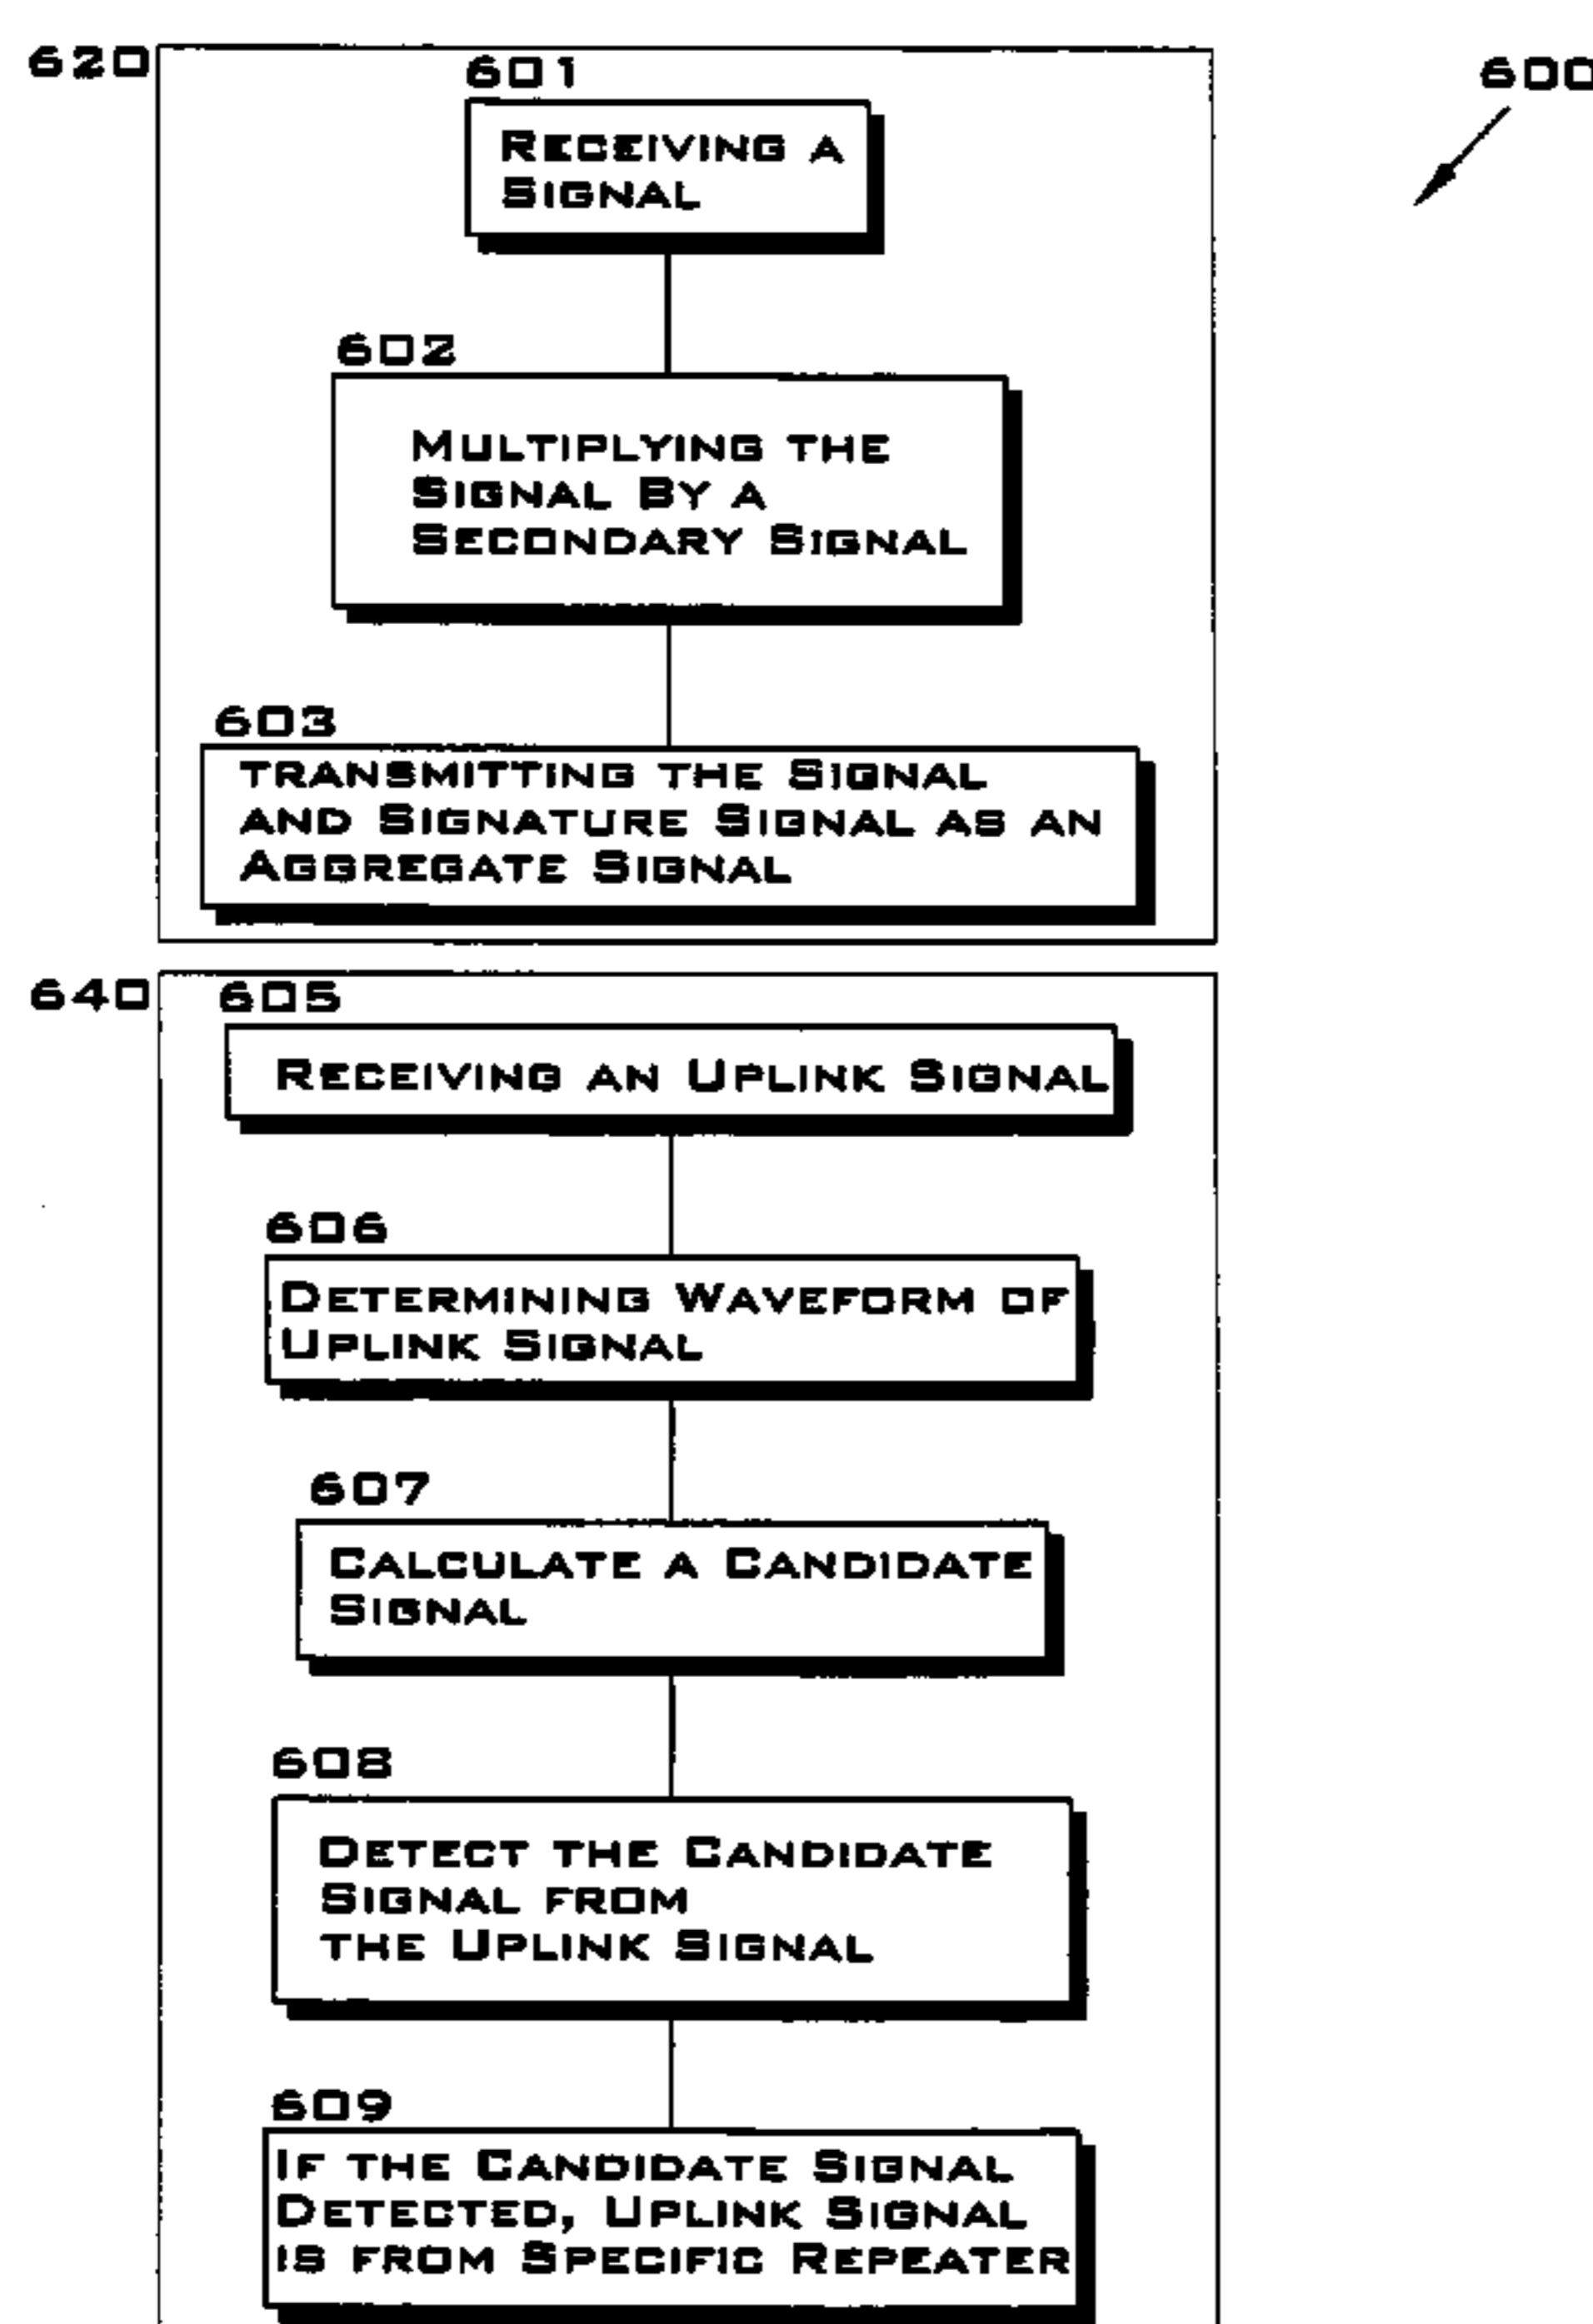 620
601
600
RECEIVING A
SIGNAL
602
MULTIPLYING THE
SIGNAL BY A
SECONDARY SIGNAL
603
TRANSMITTING THE SIGNAL
AND SIGNATURE SIGNAL AS AN
AGGREGATE SIGNAL
640
605
RECEIVING AN UPLINK SIGNAL
606
DETERMINING WAVEFORM OF
UPLINK SIGNAL
607
CALCULATE A CANDIDATE
SIGNAL
608
DETECT THE CANDIDATE
SIGNAL FROM
THE UPLINK SIGNAL
609
IF THE CANDIDATE SIGNAL
DETECTED, UPLINK SIGNAL
IS FROM SPECIFIC REPEATER